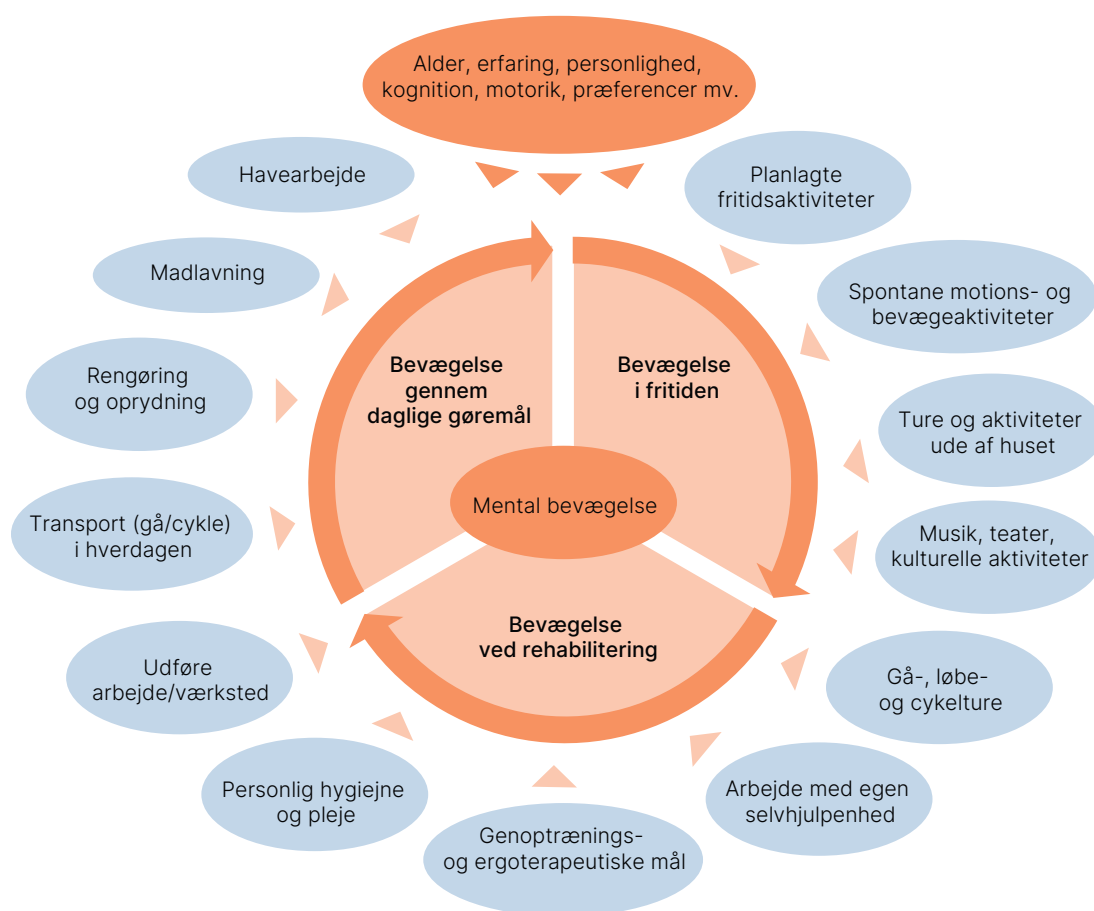 Alder, erfaring, personlighed,
kognition, motorik, præferencer mv.
Planlagte
fritidsaktiviteter
Spontane motions- og
bevægeaktiviteter
Ture og aktiviteter
ude af huset
Musik, teater,
kulturelle aktiviteter
Gå-, løbe-
og cykelture
Arbejde med egen
selvhjulpenhed
Genoptrænings-
og ergoterapeutiske mål
Personlig hygiejne
og pleje
Udføre
arbejde/værksted
Transport (gå/cykle)
i hverdagen
Rengøring
og oprydning
Madlavning
Havearbejde
Bevægelse
gennem
daglige gøremål
Bevægelse
i fritiden
Mental bevægelse
Bevægelse
ved rehabilitering